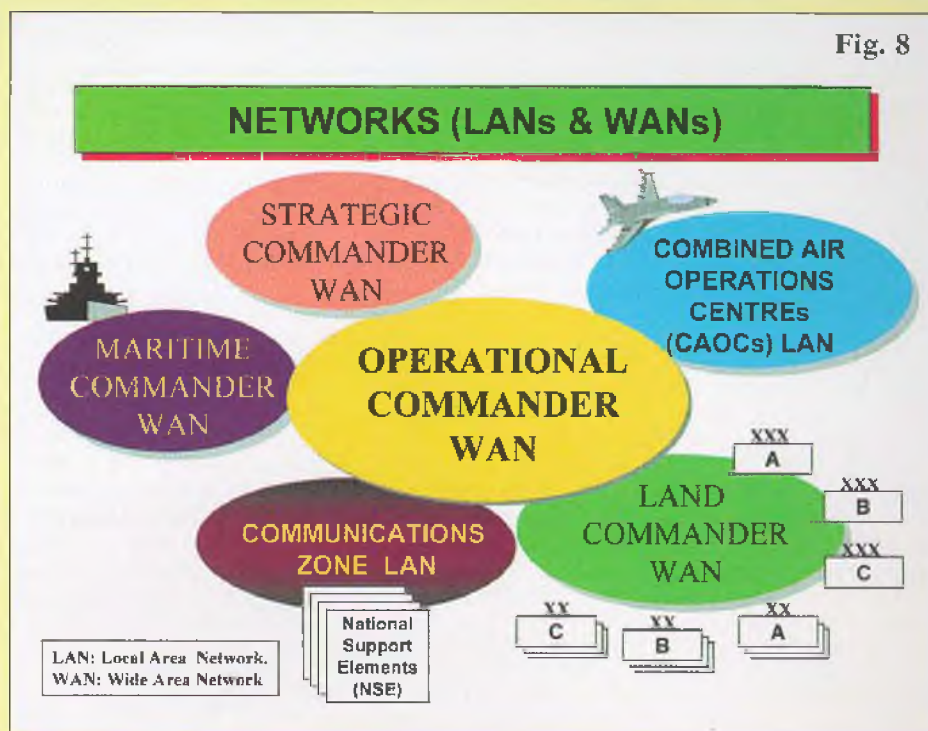 Fig. 8
NETWORKS (LANs & WANs)
STRATEGIC
COMMANDER
WAN
COMBINED AIR
OPERATIONS
CENTREs
(CAOCs) LAN
MARITIME
COMMANDER
WAN
OPERATIONAL
COMMANDER
WAN
XXX
A
XXX
B
XXX
C
LAND
COMMANDER
WAN
COMMUNICATIONS
ZONE LAN
XX
C
XX
B
XX
A
National
Support
Elements
(NSE)
LAN: Local Area Network.
WAN: Wide Area Network